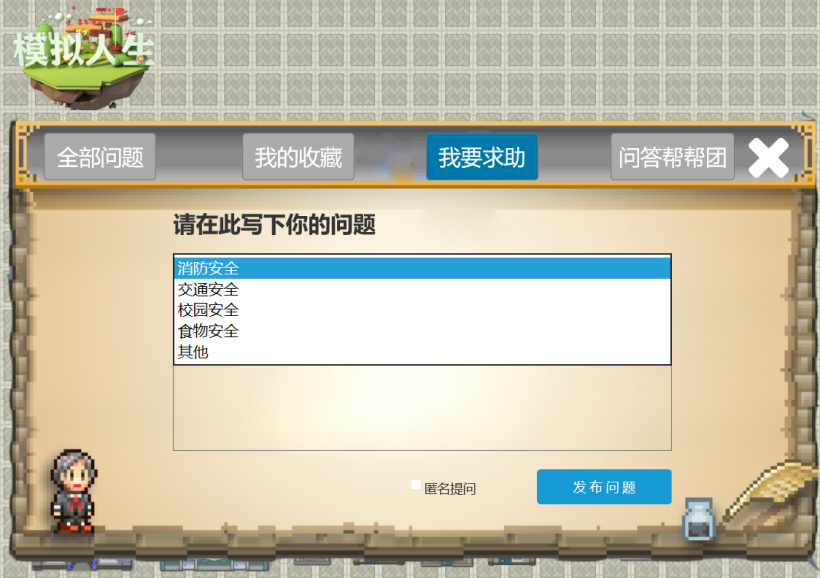 模拟人生
全部问题
我的收藏
我要求助
问答帮帮团
请在此写下你的问题
消防安全
交通安全
校园安全
食物安全
其他
匿名提问
发布问题